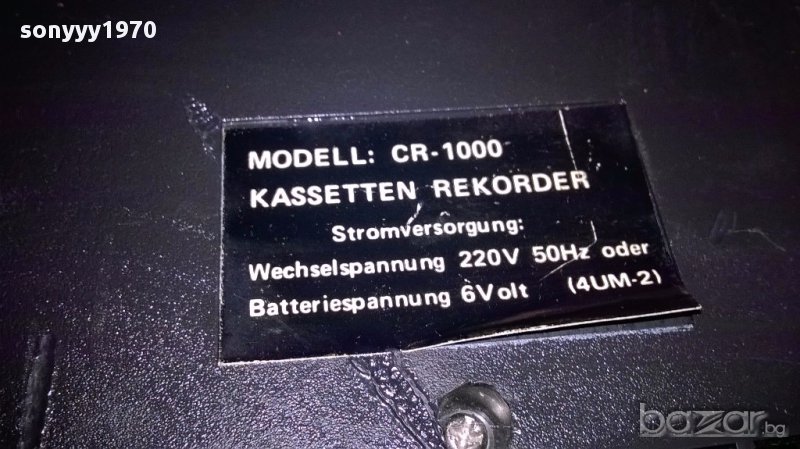 sonyyy1970
MODELL: CR-1000
KASSETTEN REKORDER
Stromversorgung:
Wechselspannung 220V 50Hz oder
Batteriespannung 6Volt (4UM-2)
bazar.bg